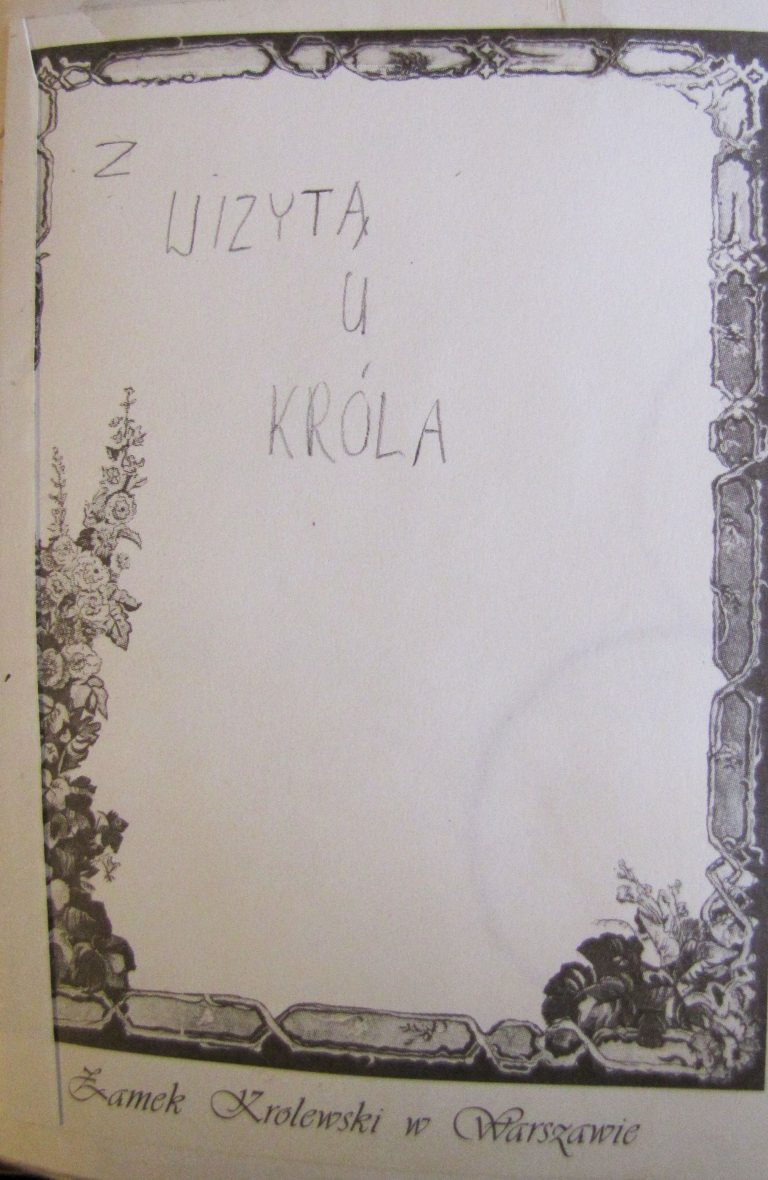 Z
WIZYTĄ
U
KRÓLA
Zamek Krolewski w Warszawie